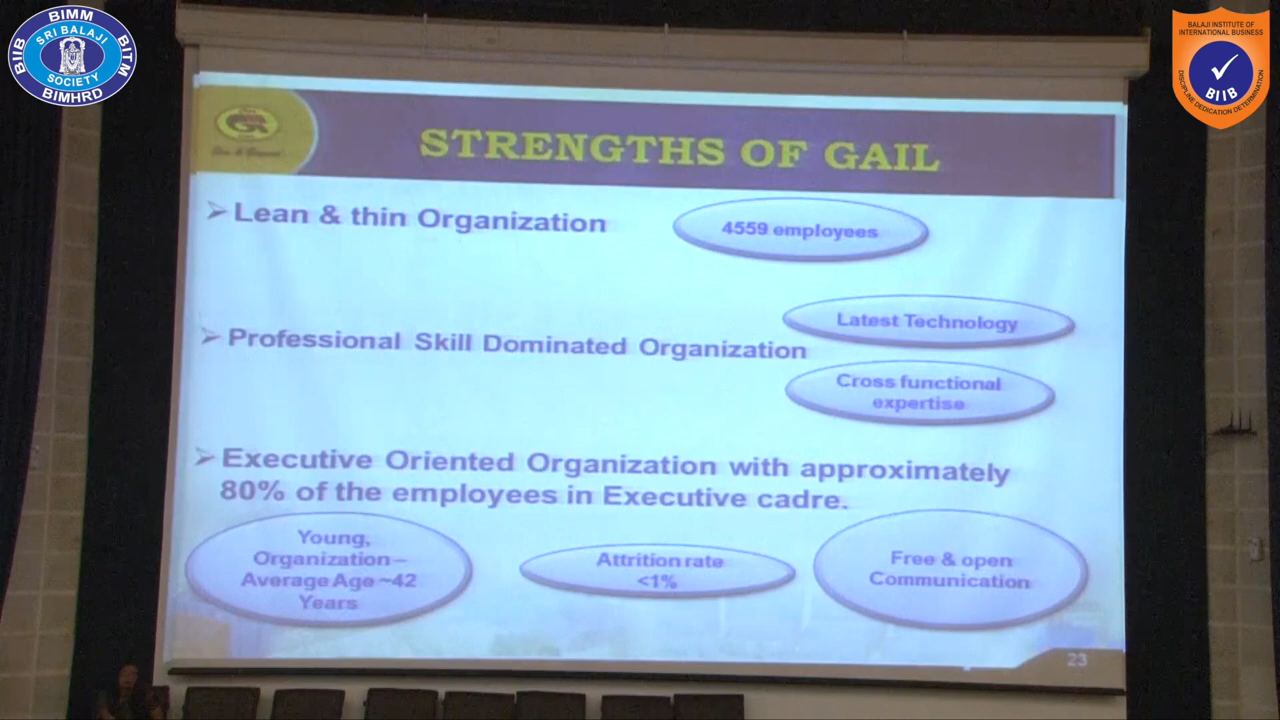 BIMM
BIIB
SRI BALAJI
BITM
SOCIETY
BIMHRD
BALAJI INSTITUTE OF
INTERNATIONAL BUSINESS
BIIB
DISCIPLINE DEDICATION DETERMINATION
STRENGTHS OF GAIL
➢ Lean & thin Organization
4559 employees
Latest Technology
➢ Professional Skill Dominated Organization
Cross functional
expertise
➢ Executive Oriented Organization with approximately
80% of the employees in Executive cadre.
Young,
Organization –
Average Age ~42
Years
Attrition rate
<1%
Free & open
Communication
23